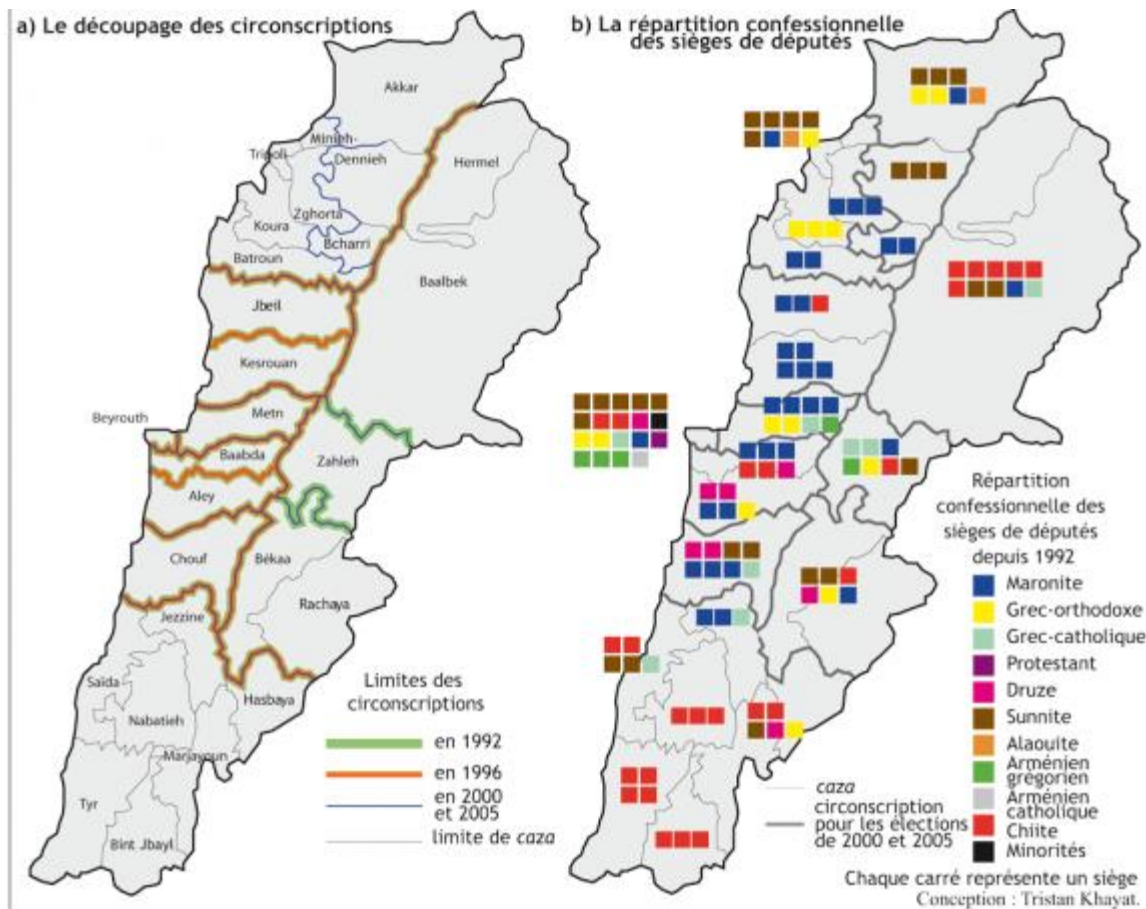 a) Le découpage des circonscriptions
b) La répartition confessionnelle
des sièges de députés
Akkar
Minieh-
Dennieh
Tripoli
Hermel
Zghorta
Koura
Bcharri
Batroun
Baalbek
Jbeil
Kesrouan
Metn
Beyrouth
Baabda
Zahleh
Aley
Chouf
Békaa
Rachaya
Jezzine
Saïda
Hasbaya
Nabatieh
Marjayoun
Tyr
Bint Jbayl
Limites des
circonscriptions
en 1992
en 1996
en 2000
et 2005
limite de caza
Répartition
confessionnelle des
sièges de députés
depuis 1992
Maronite
Grec-orthodoxe
Grec-catholique
Protestant
Druze
Sunnite
Alaouite
Arménien
grégorien
Arménien
catholique
Chiite
Minorités
caza
circonscription
pour les élections
de 2000 et 2005
Chaque carré représente un siège
Conception : Tristan Khayat.